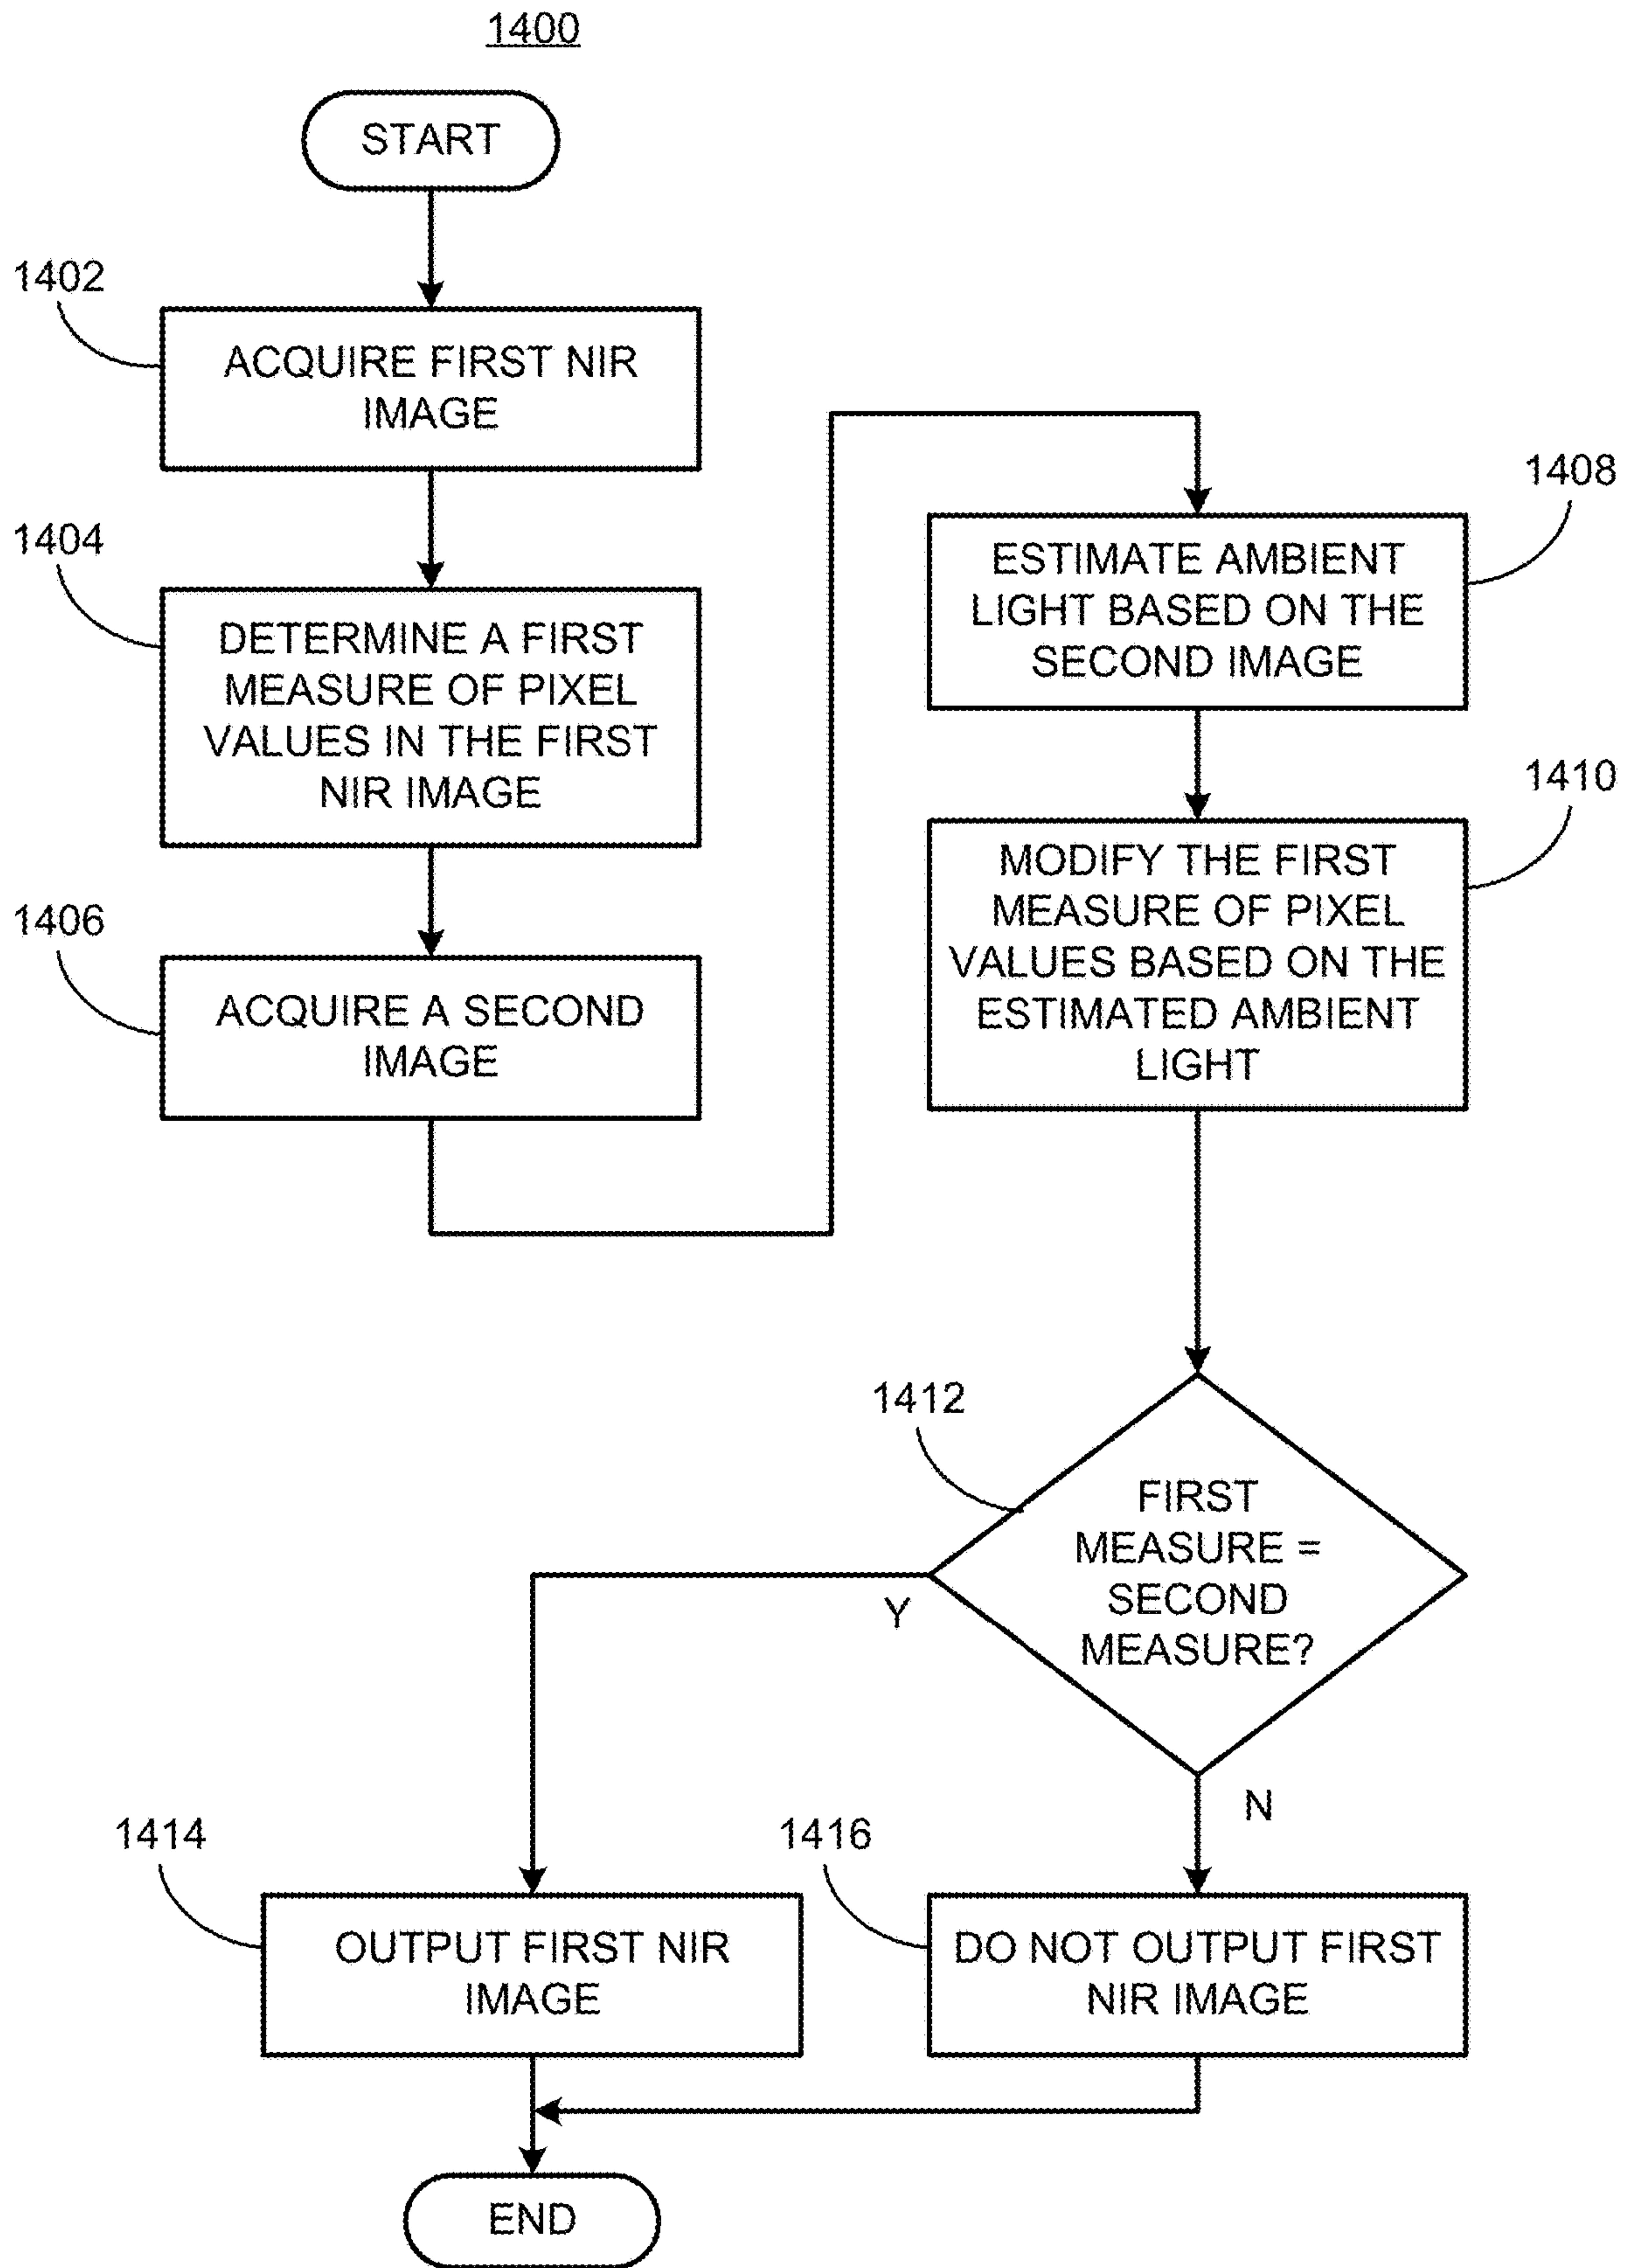 1400
START
1402
ACQUIRE FIRST NIR
IMAGE
1404
DETERMINE A FIRST
MEASURE OF PIXEL
VALUES IN THE FIRST
NIR IMAGE
1406
ACQUIRE A SECOND
IMAGE
1408
ESTIMATE AMBIENT
LIGHT BASED ON THE
SECOND IMAGE
1410
MODIFY THE FIRST
MEASURE OF PIXEL
VALUES BASED ON THE
ESTIMATED AMBIENT
LIGHT
1412
FIRST
MEASURE =
SECOND
MEASURE?
Y
N
1414
OUTPUT FIRST NIR
IMAGE
1416
DO NOT OUTPUT FIRST
NIR IMAGE
END